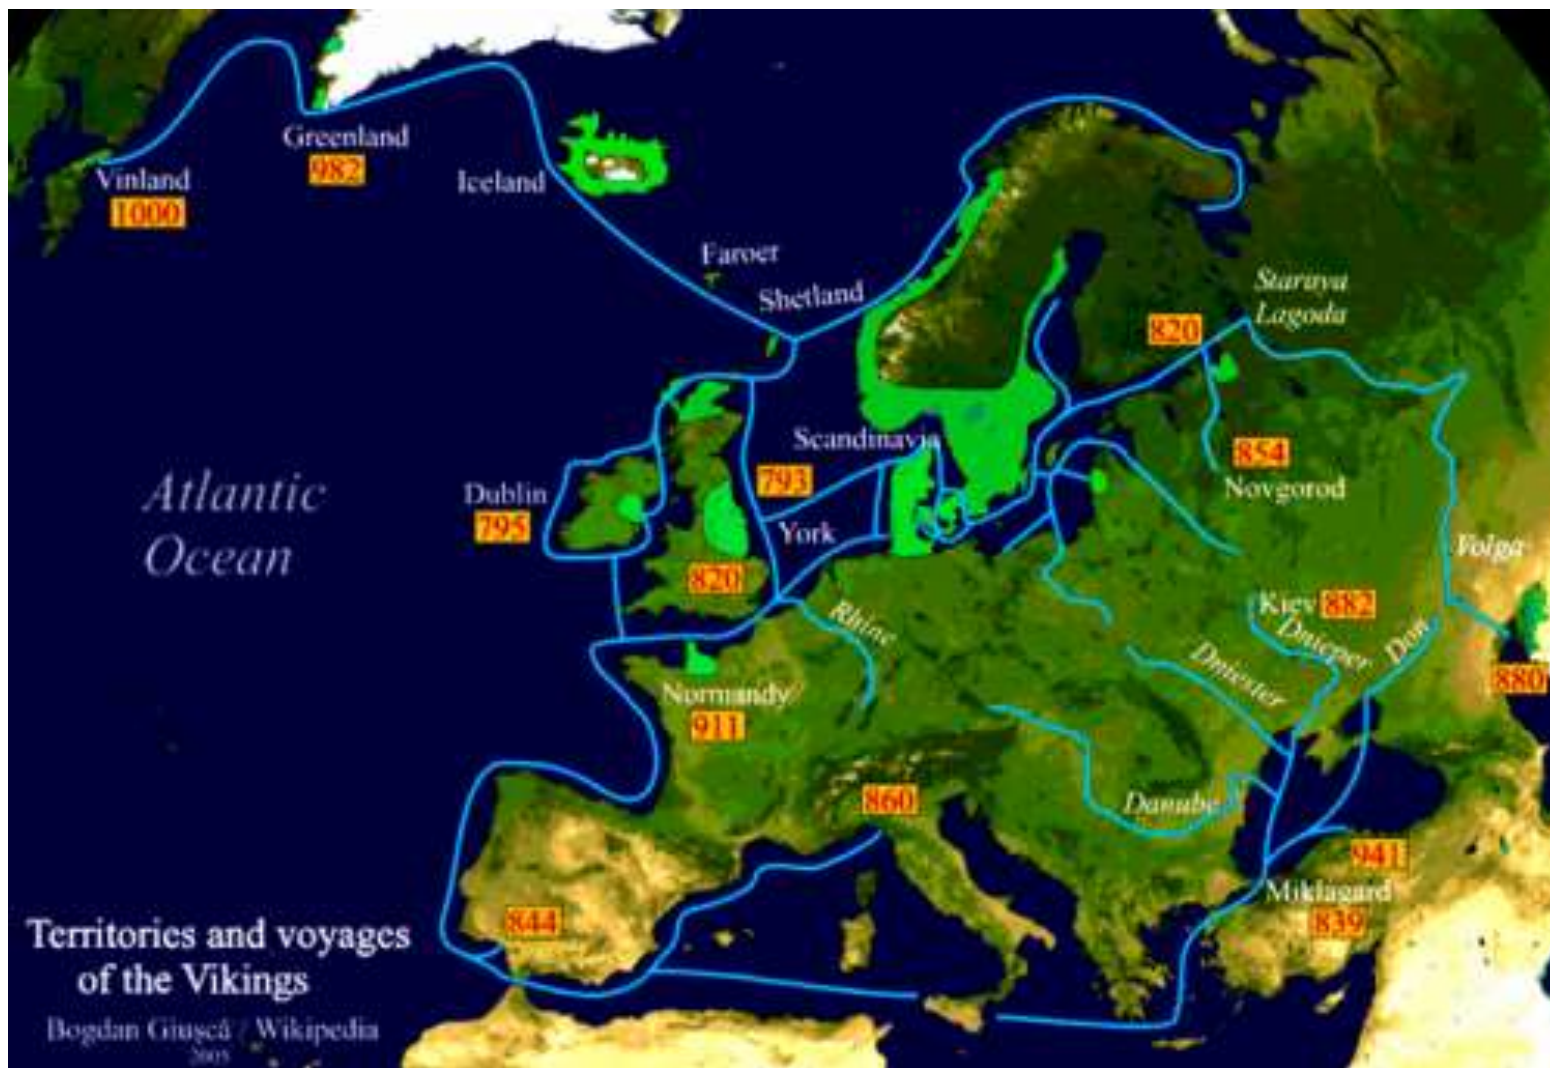 Greenland
982
Vinland
1000
Iceland
Faroer
Shetland
Staraya
Lagoda
820
Scandinavia
854
Novgorod
793
Dublin
795
York
820
Atlantic
Ocean
Volga
Kiev 882
Rhine
Dnieper
Don
Dniester
880
Normandy
911
860
Danube
941
Miklagard
839
844
Territories and voyages
of the Vikings
Bogdan Giuşcă / Wikipedia
2005